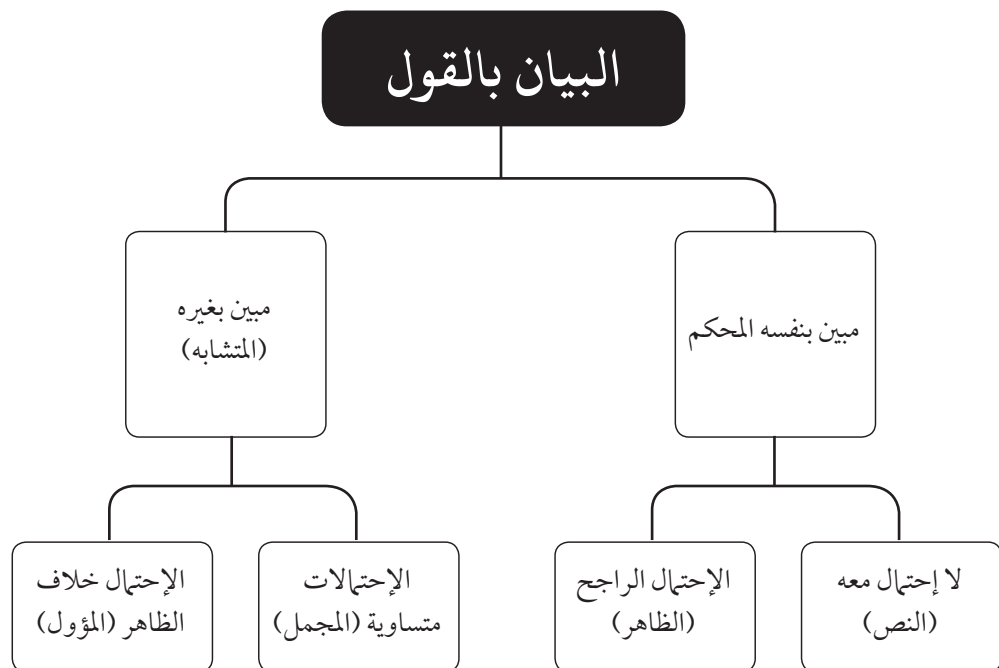 البيان بالقول
مبين بنفسه المحكم
مبين بغيره
(المتشابه)
لا إحتمال معه
(النص)
الإحتمال الراجح
(الظاهر)
الإحتمالات
متساوية (المجمل)
الإحتمال خلاف
الظاهر (المؤول)